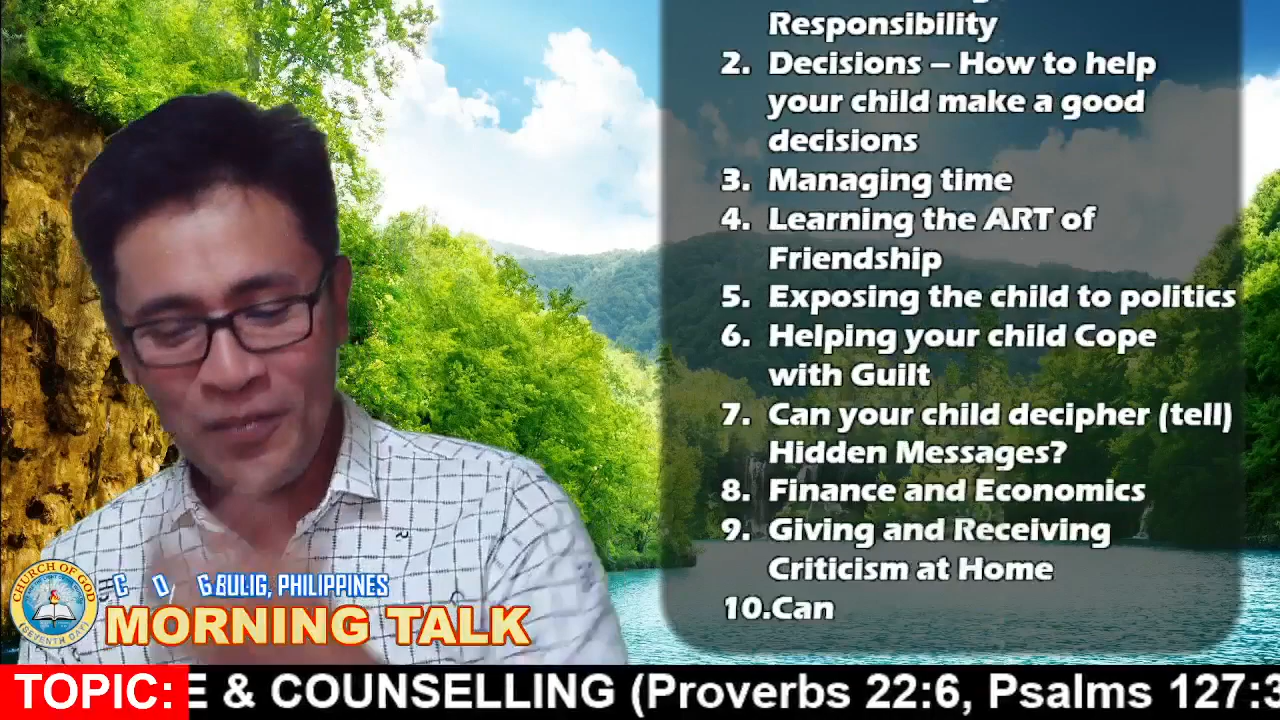 Responsibility
2. Decisions – How to help
your child make a good
decisions
3. Managing time
4. Learning the ART of
Friendship
5. Exposing the child to politics
6. Helping your child Cope
with Guilt
7. Can your child decipher (tell)
Hidden Messages?
8. Finance and Economics
9. Giving and Receiving
Criticism at Home
10.Can
CHURCH OF GOD
(SEVENTH DAY)
BULIG, PHILIPPINES
MORNING TALK
TOPIC: E & COUNSELLING (Proverbs 22:6, Psalms 127:3